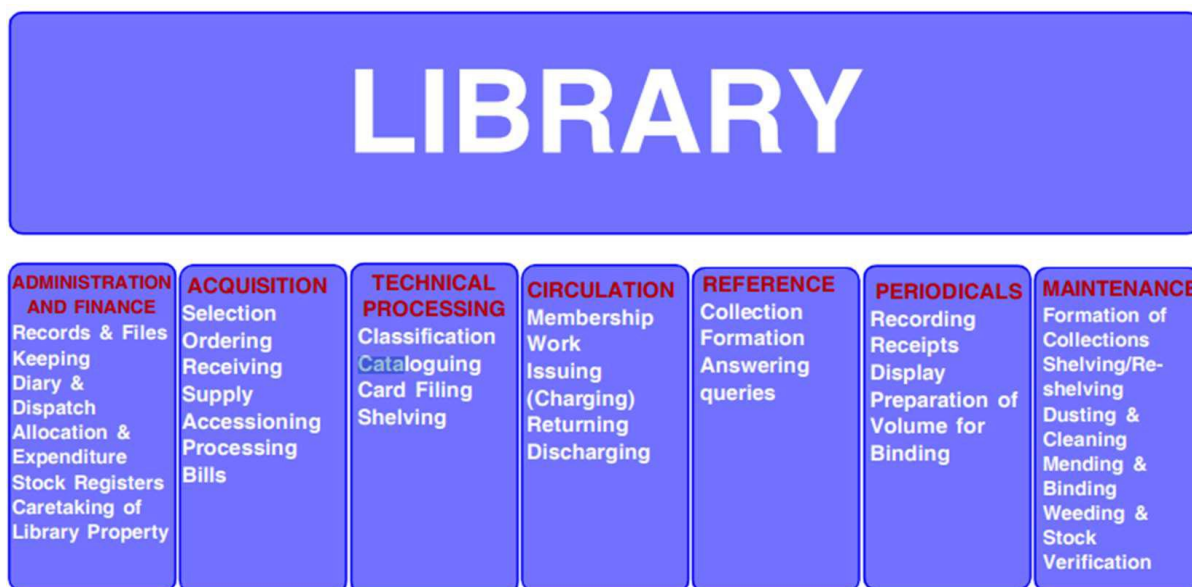 LIBRARY
ADMINISTRATION
AND FINANCE
Records & Files
Keeping
Diary &
Dispatch
Allocation &
Expenditure
Stock Registers
Caretaking of
Library Property
ACQUISITION
Selection
Ordering
Receiving
Supply
Accessioning
Processing
Bills
TECHNICAL
PROCESSING
Classification
Cataloguing
Card Filing
Shelving
CIRCULATION
Membership
Work
Issuing
(Charging)
Returning
Discharging
REFERENCE
Collection
Formation
Answering
queries
PERIODICALS
Recording
Receipts
Display
Preparation of
Volume for
Binding
MAINTENANCE
Formation of
Collections
Shelving/Re-
shelving
Dusting &
Cleaning
Mending &
Binding
Weeding &
Stock
Verification